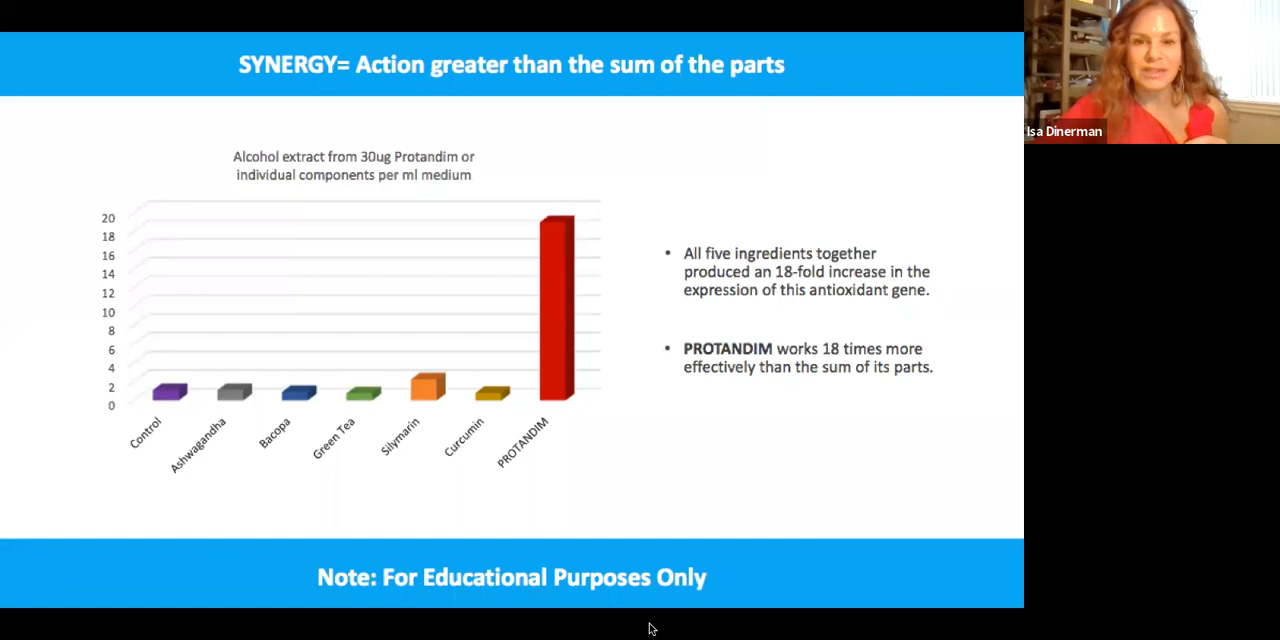 SYNERGY= Action greater than the sum of the parts
Isa Dinerman
Alcohol extract from 30ug Protandim or
individual components per ml medium
20
18
16
14
12
10
8
6
4
2
0
Control
Ashwagandha
Bacopa
Green Tea
Silymarin
Curcumin
PROTANDIM
• All five ingredients together
produced an 18-fold increase in the
expression of this antioxidant gene.
• PROTANDIM works 18 times more
effectively than the sum of its parts.
Note: For Educational Purposes Only